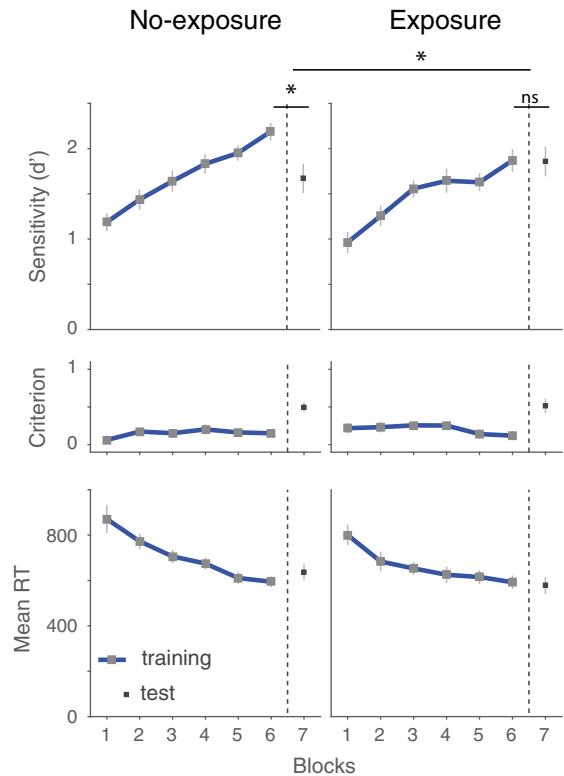 No-exposure Exposure
*
* ns
Sensitivity (d’)
2
1
0
Criterion
1
0
Mean RT
800
400
0
training
test
1 2 3 4 5 6 7 1 2 3 4 5 6 7
Blocks